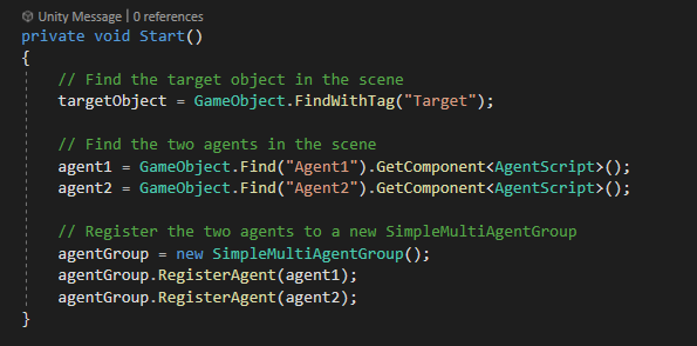 Unity Message | 0 references
private void Start()
{
// Find the target object in the scene
targetObject = GameObject.FindWithTag("Target");
// Find the two agents in the scene
agent1 = GameObject.Find("Agent1").GetComponent<AgentScript>();
agent2 = GameObject.Find("Agent2").GetComponent<AgentScript>();
// Register the two agents to a new SimpleMultiAgentGroup
agentGroup = new SimpleMultiAgentGroup();
agentGroup.RegisterAgent(agent1);
agentGroup.RegisterAgent(agent2);
}